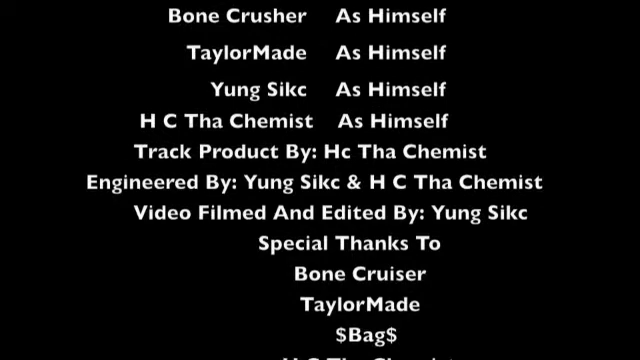 Bone Crusher As Himself
TaylorMade As Himself
Yung Sikc As Himself
H C Tha Chemist As Himself
Track Product By: Hc Tha Chemist
Engineered By: Yung Sikc & H C Tha Chemist
Video Filmed And Edited By: Yung Sikc
Special Thanks To
Bone Cruiser
TaylorMade
$Bag$
H C Tha Chemist